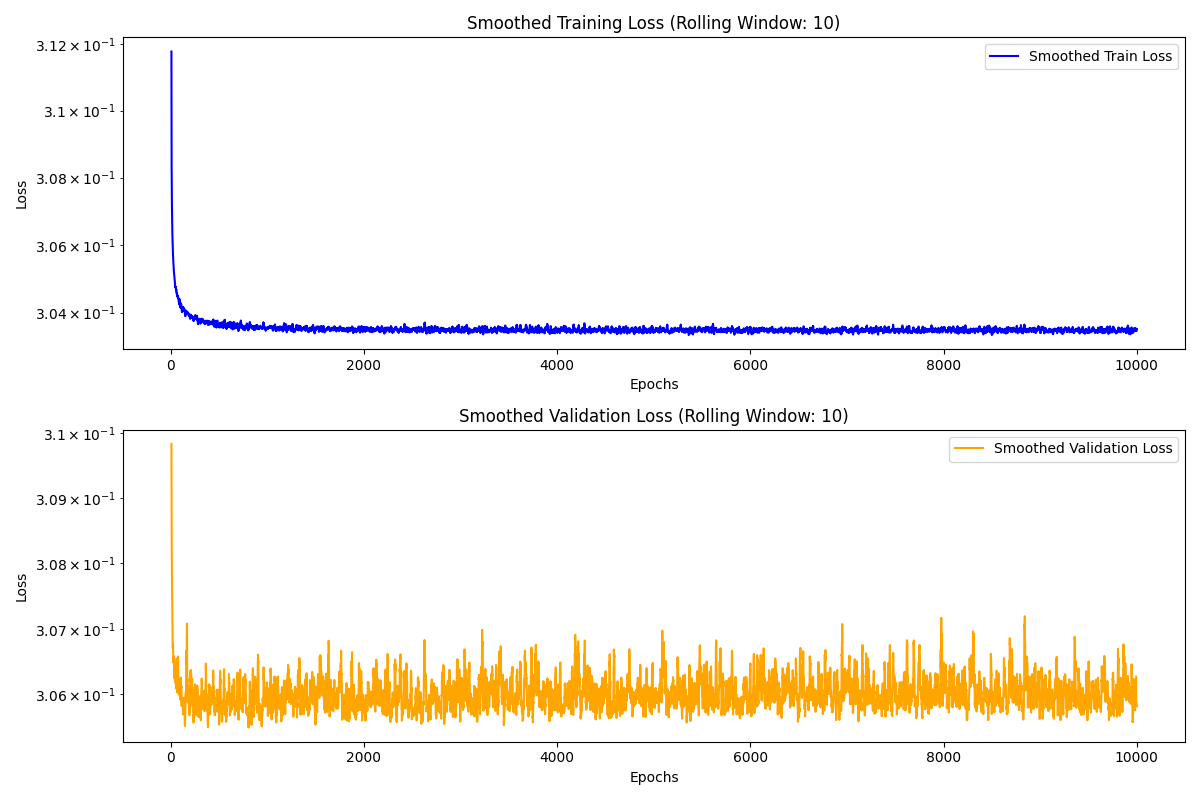 Smoothed Training Loss (Rolling Window: 10)
3.12 × 10⁻¹
3.1 × 10⁻¹
3.08 × 10⁻¹
3.06 × 10⁻¹
3.04 × 10⁻¹
Loss
Smoothed Train Loss
0 2000 4000 6000 8000 10000
Epochs
Smoothed Validation Loss (Rolling Window: 10)
3.1 × 10⁻¹
3.09 × 10⁻¹
3.08 × 10⁻¹
3.07 × 10⁻¹
3.06 × 10⁻¹
Loss
Smoothed Validation Loss
0 2000 4000 6000 8000 10000
Epochs